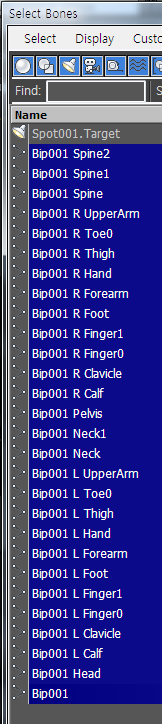 Select Bones
Select Display Custo
Find: S
Name
Spot001.Target
Bip001 Spine2
Bip001 Spine1
Bip001 Spine
Bip001 R UpperArm
Bip001 R Toe0
Bip001 R Thigh
Bip001 R Hand
Bip001 R Forearm
Bip001 R Foot
Bip001 R Finger1
Bip001 R Finger0
Bip001 R Clavicle
Bip001 R Calf
Bip001 Pelvis
Bip001 Neck1
Bip001 Neck
Bip001 L UpperArm
Bip001 L Toe0
Bip001 L Thigh
Bip001 L Hand
Bip001 L Forearm
Bip001 L Foot
Bip001 L Finger1
Bip001 L Finger0
Bip001 L Clavicle
Bip001 L Calf
Bip001 Head
Bip001